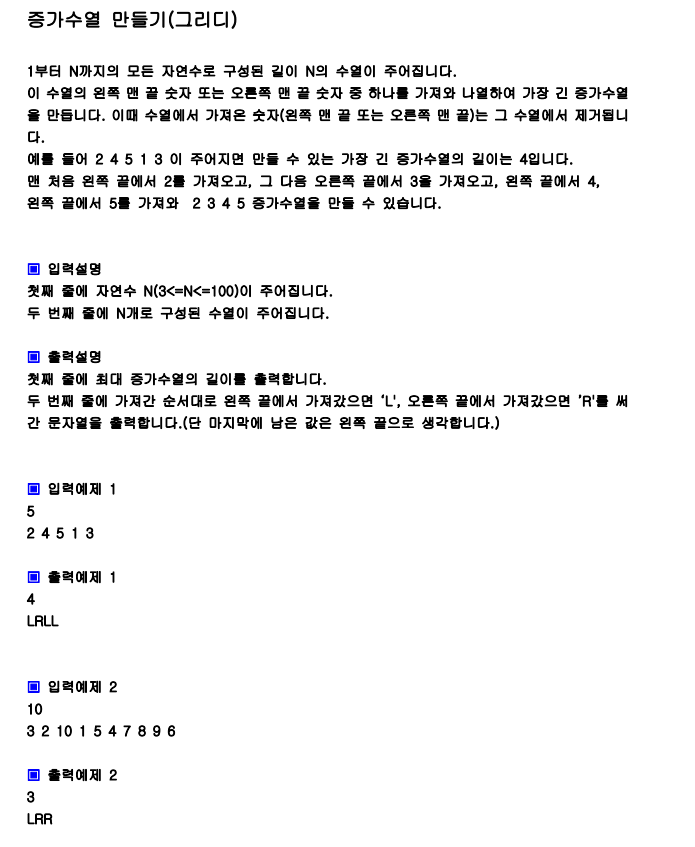 증가수열 만들기(그리디)
1부터 N까지의 모든 자연수로 구성된 길이 N의 수열이 주어집니다.
이 수열의 왼쪽 맨 끝 숫자 또는 오른쪽 맨 끝 숫자 중 하나를 가져와 나열하여 가장 긴 증가수열
을 만듭니다. 이때 수열에서 가져온 숫자(왼쪽 맨 끝 또는 오른쪽 맨 끝)는 그 수열에서 제거됩니
다.
예를 들어 2 4 5 1 3 이 주어지면 만들 수 있는 가장 긴 증가수열의 길이는 4입니다.
맨 처음 왼쪽 끝에서 2를 가져오고, 그 다음 오른쪽 끝에서 3을 가져오고, 왼쪽 끝에서 4,
왼쪽 끝에서 5를 가져와 2 3 4 5 증가수열을 만들 수 있습니다.
▣ 입력설명
첫째 줄에 자연수 N(3<=N<=100)이 주어집니다.
두 번째 줄에 N개로 구성된 수열이 주어집니다.
▣ 출력설명
첫째 줄에 최대 증가수열의 길이를 출력합니다.
두 번째 줄에 가져간 순서대로 왼쪽 끝에서 가져갔으면 ‘L', 오른쪽 끝에서 가져갔으면 ’R'를 써
간 문자열을 출력합니다.(단 마지막에 남은 값은 왼쪽 끝으로 생각합니다.)
▣ 입력예제 1
5
2 4 5 1 3
▣ 출력예제 1
4
LRLL
▣ 입력예제 2
10
3 2 10 1 5 4 7 8 9 6
▣ 출력예제 2
3
LRR